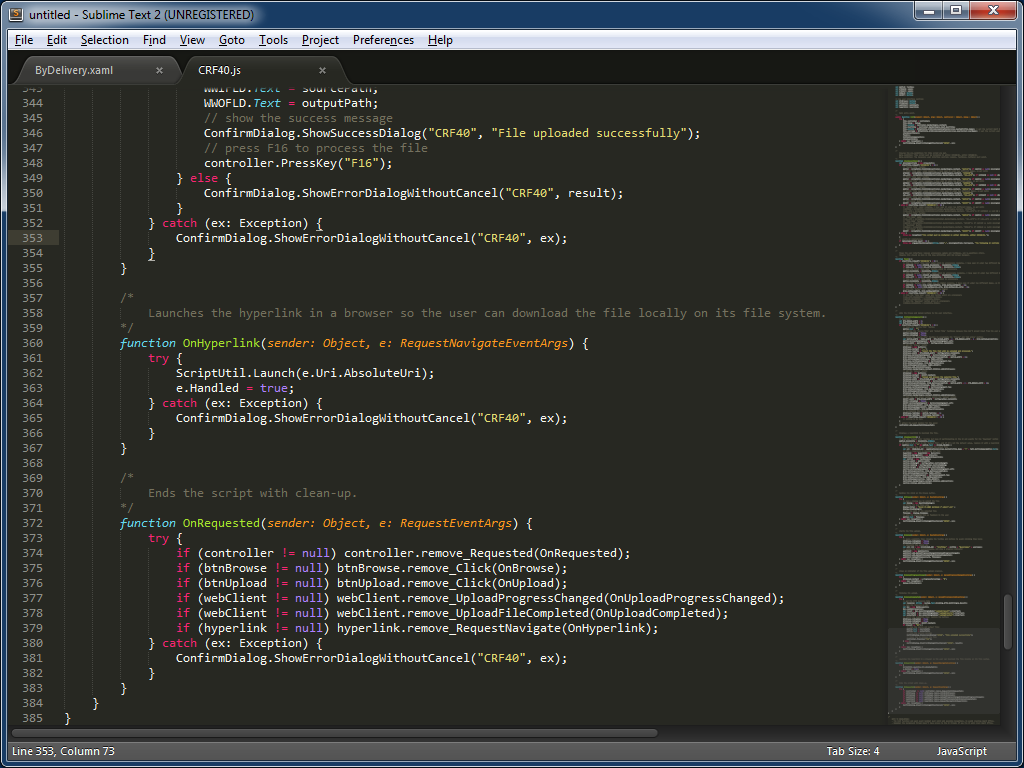 untitled - Sublime Text 2 (UNREGISTERED)
File Edit Selection Find View Goto Tools Project Preferences Help
ByDelivery.xaml × CRF40.js ×
343 WWIFLD.Text = sourcePath;
344 WWOFLD.Text = outputPath;
345 // show the success message
346 ConfirmDialog.ShowSuccessDialog("CRF40", "File uploaded successfully");
347 // press F16 to process the file
348 controller.PressKey("F16");
349 } else {
350 ConfirmDialog.ShowErrorDialogWithoutCancel("CRF40", result);
351 }
352 } catch (ex: Exception) {
353 ConfirmDialog.ShowErrorDialogWithoutCancel("CRF40", ex);
354 }
355 }
356
357 /*
358 Launches the hyperlink in a browser so the user can download the file locally on its file system.
359 */
360 function OnHyperlink(sender: Object, e: RequestNavigateEventArgs) {
361 try {
362 ScriptUtil.Launch(e.Uri.AbsoluteUri);
363 e.Handled = true;
364 } catch (ex: Exception) {
365 ConfirmDialog.ShowErrorDialogWithoutCancel("CRF40", ex);
366 }
367 }
368
369 /*
370 Ends the script with clean-up.
371 */
372 function OnRequested(sender: Object, e: RequestEventArgs) {
373 try {
374 if (controller != null) controller.remove_Requested(OnRequested);
375 if (btnBrowse != null) btnBrowse.remove_Click(OnBrowse);
376 if (btnUpload != null) btnUpload.remove_Click(OnUpload);
377 if (webClient != null) webClient.remove_UploadProgressChanged(OnUploadProgressChanged);
378 if (webClient != null) webClient.remove_UploadFileCompleted(OnUploadCompleted);
379 if (hyperlink != null) hyperlink.remove_RequestNavigate(OnHyperlink);
380 } catch (ex: Exception) {
381 ConfirmDialog.ShowErrorDialogWithoutCancel("CRF40", ex);
382 }
383 }
384 }
385 }
Line 353, Column 73 Tab Size: 4 JavaScript